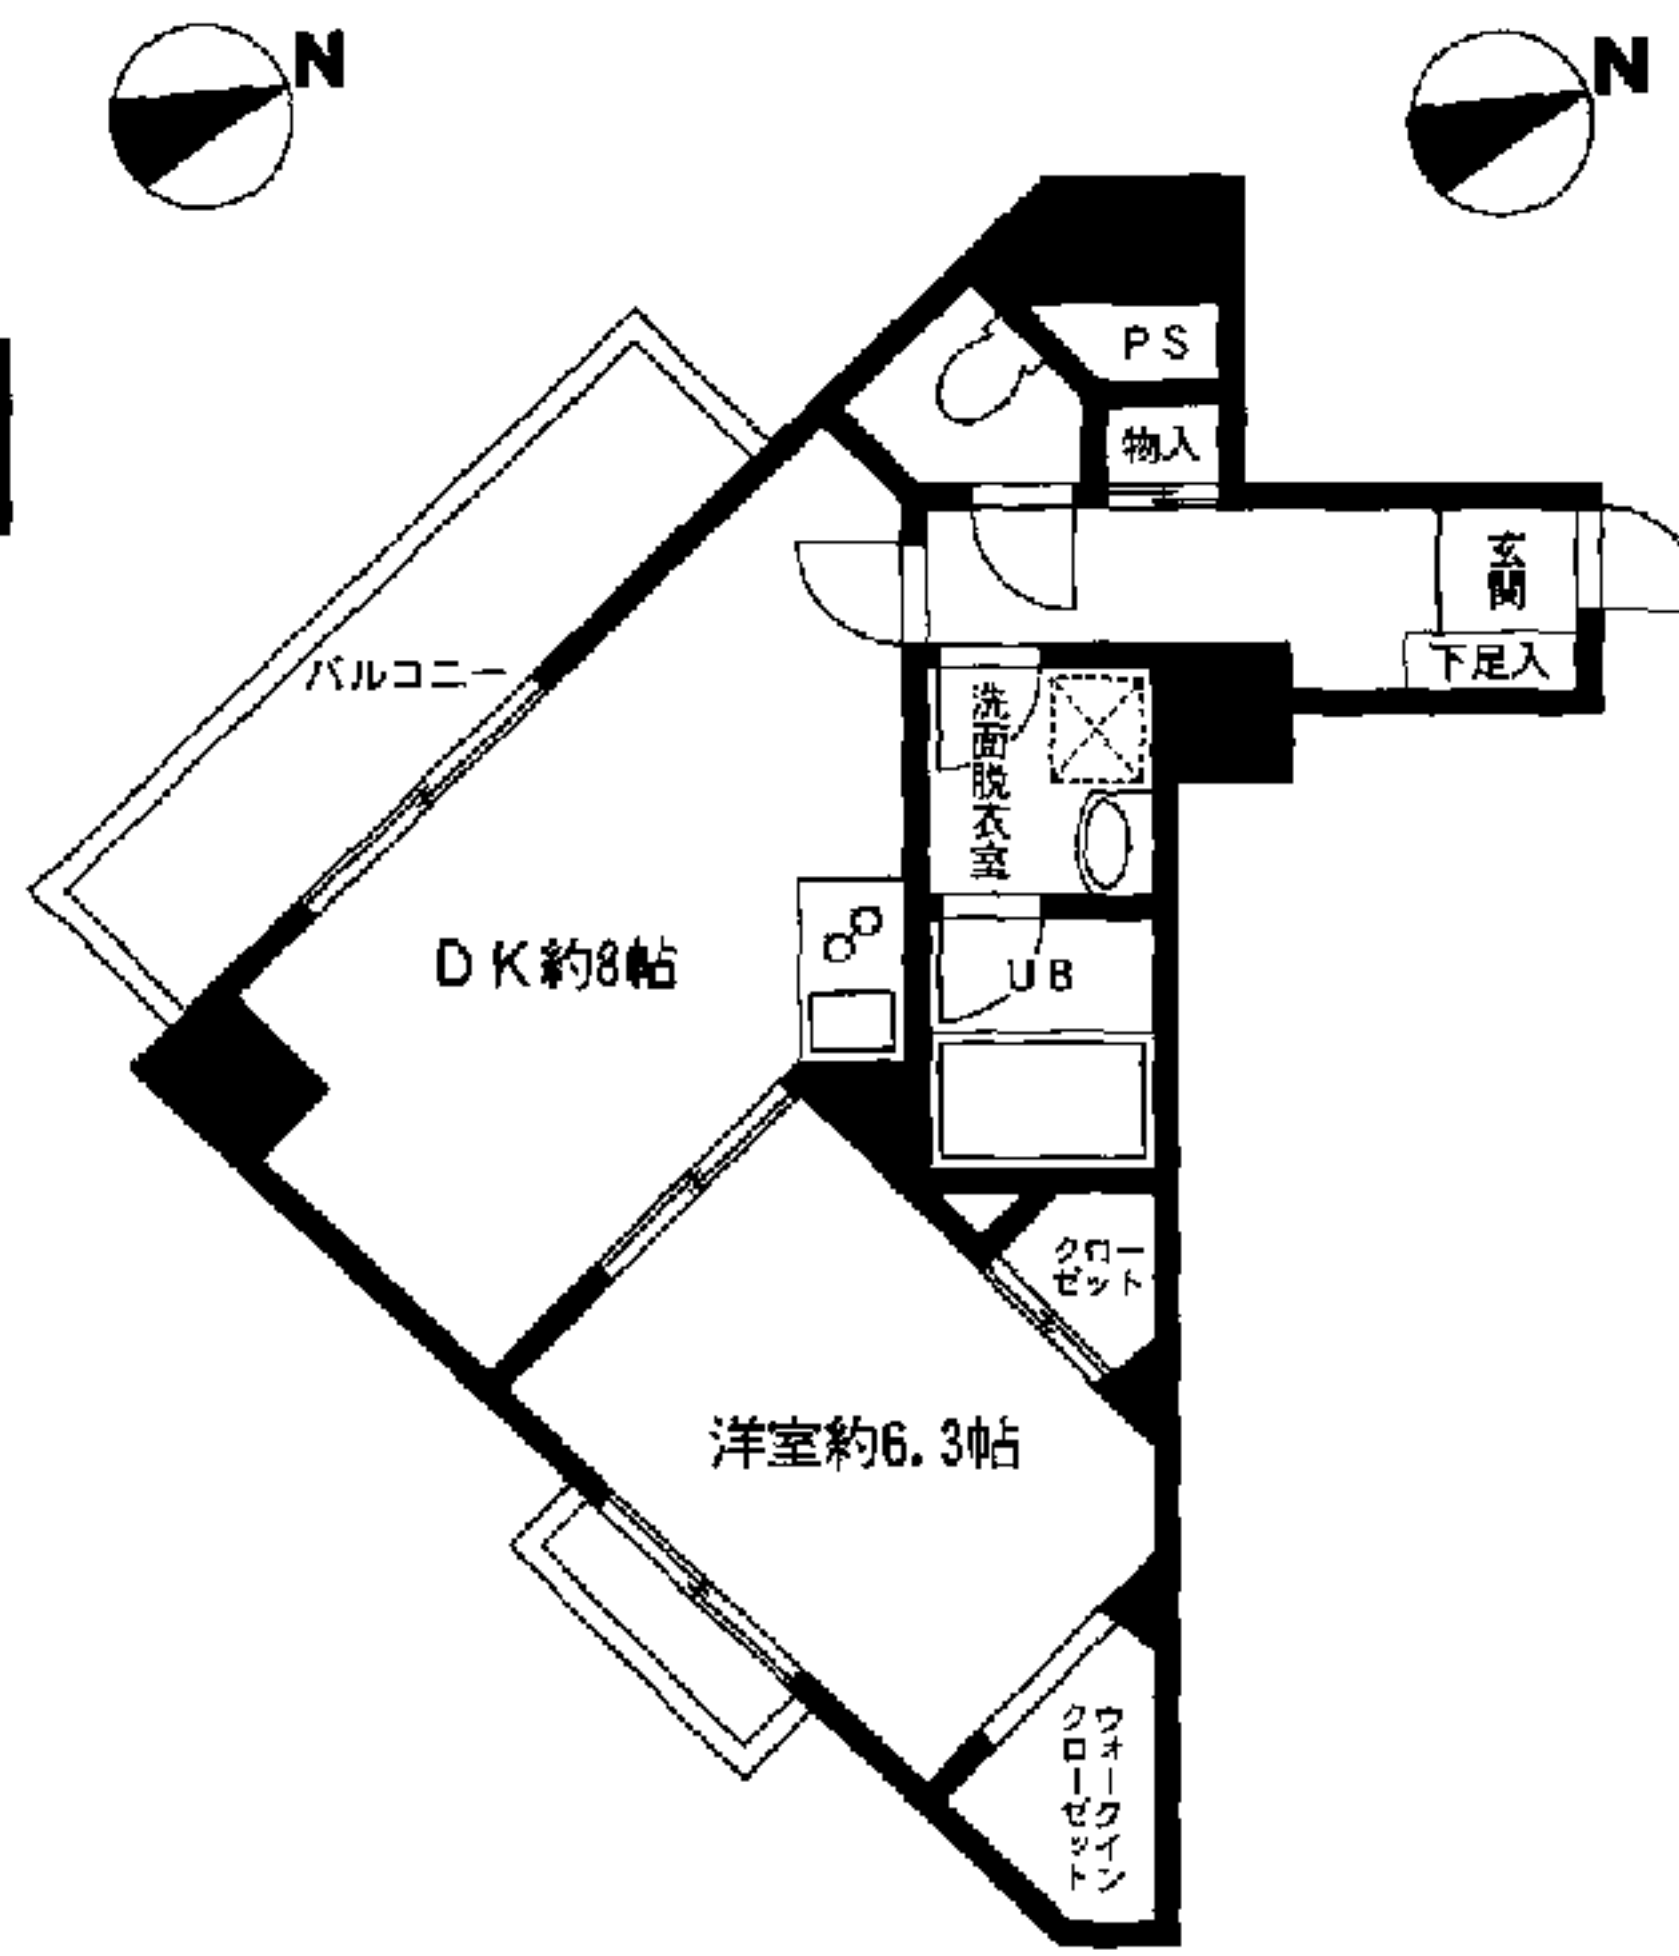 N
N
PS
物入
玄関
下足入
バルコニー
洗面脱衣室
DK約8帖
UB
クロー
ゼット
洋室約6.3帖
ウォークイン
クローゼット